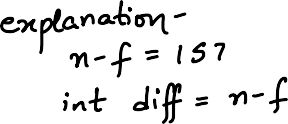 explanation-
n-f = 157
int diff = n-f